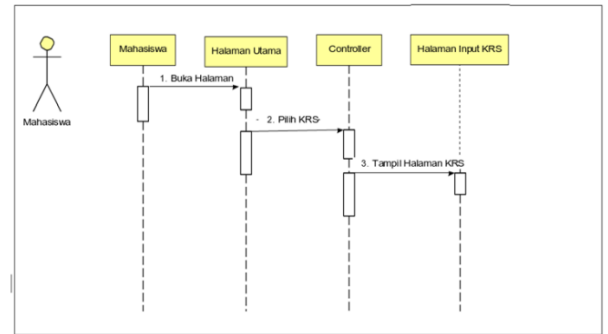 Mahasiswa
Halaman Utama
Controller
Halaman Input KRS
1. Buka Halaman
Mahasiswa
2. Pilih KRS
3. Tampil Halaman KRS